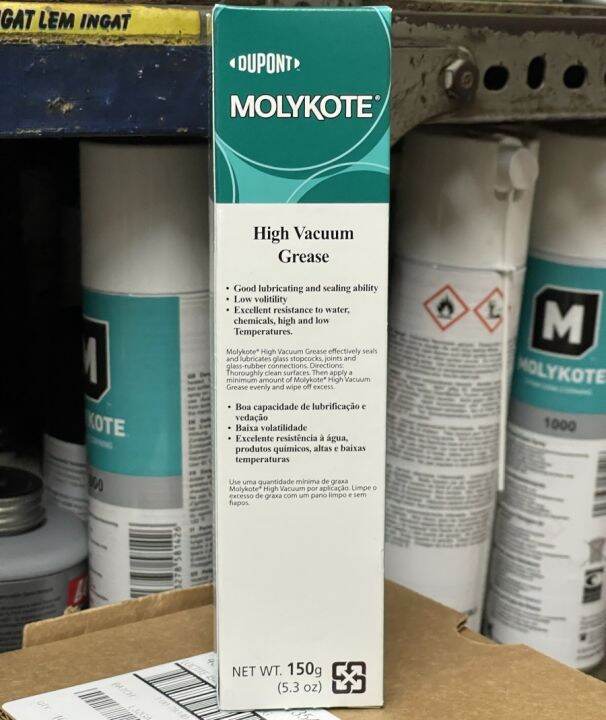 GAT LEM INGAT
DUPONT
MOLYKOTE®
High Vacuum
Grease
• Good lubricating and sealing ability
• Low volitility
• Excellent resistance to water,
chemicals, high and low
Temperatures.
Molykote® High Vacuum Grease effectively seals
and lubricates glass stopcocks, joints and
glass-rubber connections. Directions:
Thoroughly clean surfaces. Then apply a
minimum amount of Molykote® High Vacuum
Grease evenly and wipe off excess.
• Boa capacidade de lubrificação e
vedação
• Baixa volatilidade
• Excelente resistência à água,
produtos químicos, altas e baixas
temperaturas
Use uma quantidade mínima de graxa
Molykote® High Vacuum por aplicação. Limpe o
excesso de graxa com um pano limpo e sem
fiapos.
NET WT. 150g
(5.3 oz)
M
YKOTE
M
MOLYKOTE
1000